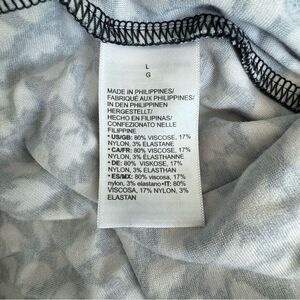 L
G
MADE IN PHILIPPINES/
FABRIQUÉ AUX PHILIPPINES/
IN DEN PHILIPPINEN
HERGESTELLT/
HECHO EN FILIPINAS/
CONFEZIONATO NELLE
FILIPPINE
• US/GB: 80% VISCOSE, 17%
NYLON, 3% ELASTANE
• CA/FR: 80% VISCOSE, 17%
NYLON, 3% ÉLASTHANNE
• DE: 80% VISKOSE, 17%
NYLON, 3% ELASTHAN
• ES/MX: 80% viscosa, 17%
nylon, 3% elastano •IT: 80%
VISCOSA, 17% NYLON, 3%
ELASTAN